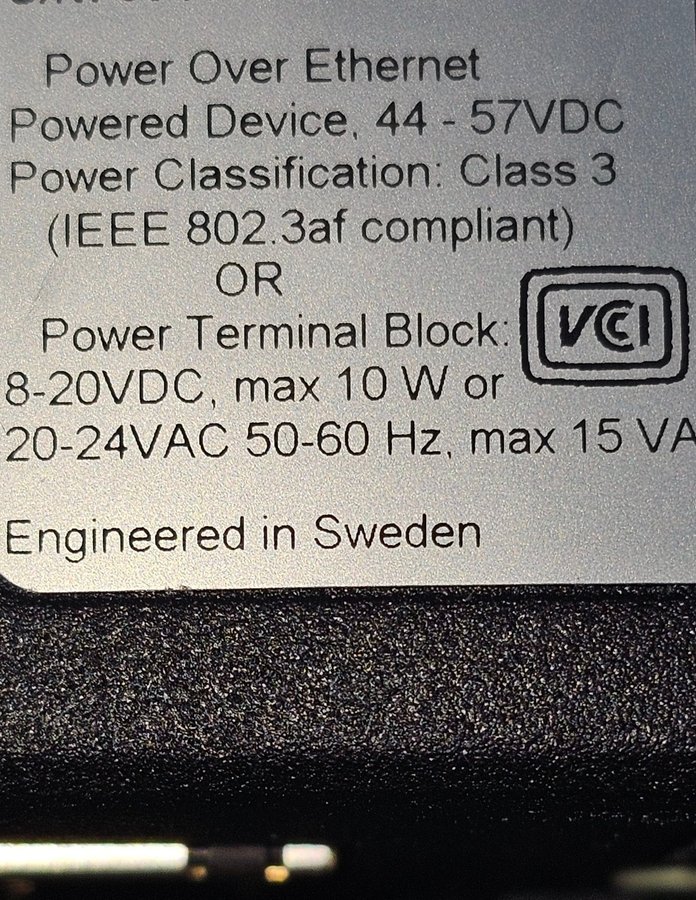 Power Over Ethernet
Powered Device, 44 - 57VDC
Power Classification: Class 3
(IEEE 802.3af compliant)
OR
Power Terminal Block:
VCCI
8-20VDC, max 10 W or
20-24VAC 50-60 Hz, max 15 VA
Engineered in Sweden